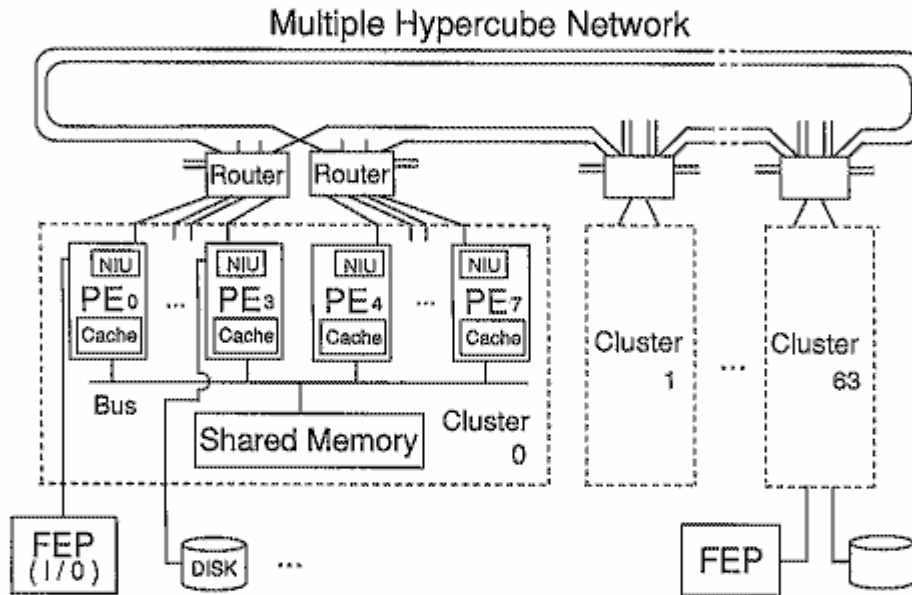 Multiple Hypercube Network
Router Router
NIU NIU NIU NIU
PE0 ... PE3 PE4 ... PE7
Cache Cache Cache Cache
Cluster 1 ... Cluster 63
Bus
Shared Memory
Cluster 0
FEP (I/O)
DISK ...
FEP